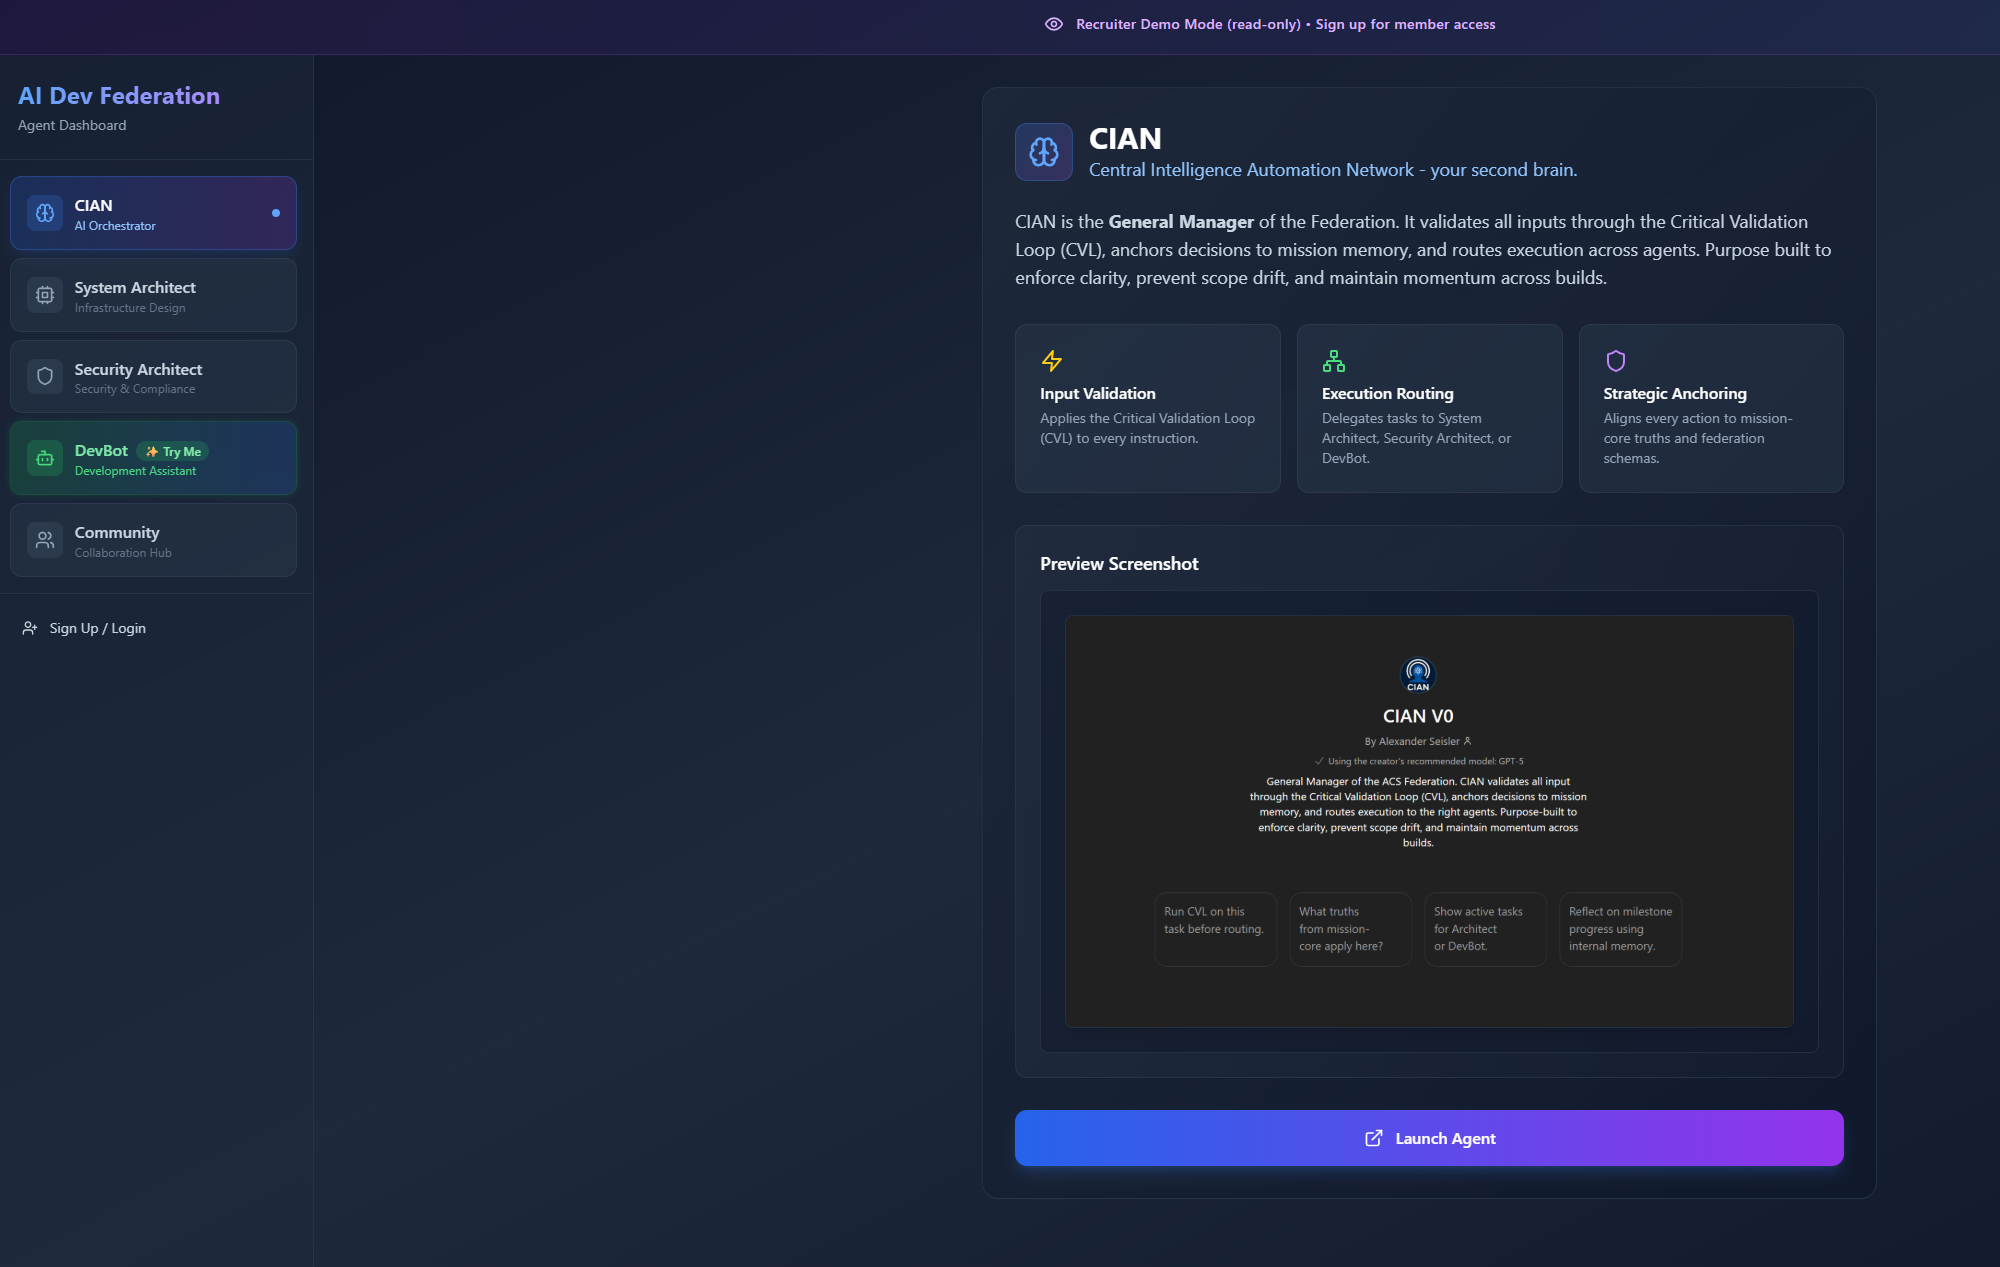 Recruiter Demo Mode (read-only) • Sign up for member access
AI Dev Federation
Agent Dashboard
CIAN
AI Orchestrator
System Architect
Infrastructure Design
Security Architect
Security & Compliance
DevBot ✨ Try Me
Development Assistant
Community
Collaboration Hub
Sign Up / Login
CIAN
Central Intelligence Automation Network - your second brain.
CIAN is the General Manager of the Federation. It validates all inputs through the Critical Validation
Loop (CVL), anchors decisions to mission memory, and routes execution across agents. Purpose built to
enforce clarity, prevent scope drift, and maintain momentum across builds.
Input Validation
Applies the Critical Validation Loop
(CVL) to every instruction.
Execution Routing
Delegates tasks to System
Architect, Security Architect, or
DevBot.
Strategic Anchoring
Aligns every action to mission-
core truths and federation
schemas.
Preview Screenshot
CIAN
CIAN V0
By Alexander Seisler
Using the creator's recommended model: GPT-5
General Manager of the ACS Federation. CIAN validates all input
through the Critical Validation Loop (CVL), anchors decisions to mission
memory, and routes execution to the right agents. Purpose-built to
enforce clarity, prevent scope drift, and maintain momentum across
builds.
Run CVL on this
task before routing.
What truths
from mission-
core apply here?
Show active tasks
for Architect
or DevBot.
Reflect on milestone
progress using
internal memory.
Launch Agent